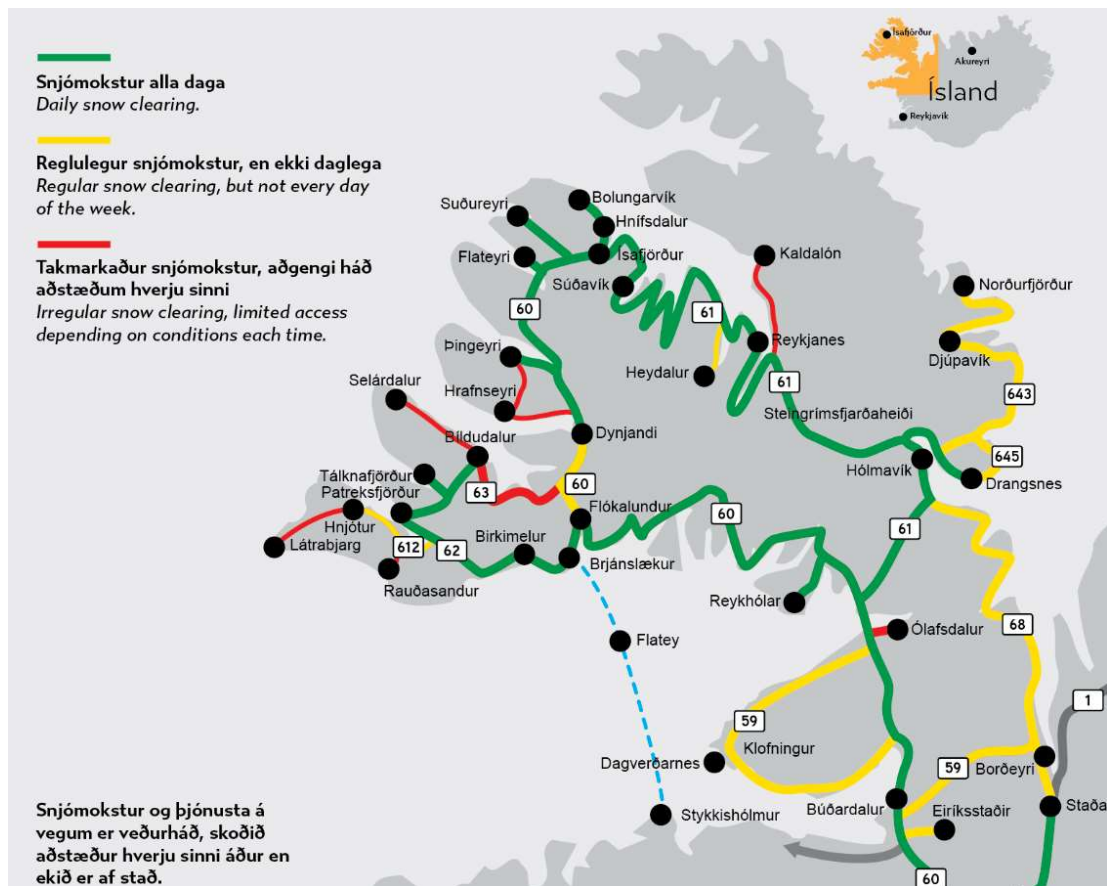 Snjómokstur alla daga
Daily snow clearing.
Reglulegur snjómokstur, en ekki daglega
Regular snow clearing, but not every day
of the week.
Takmarkaður snjómokstur, aðgengi háð
aðstæðum hverju sinni
Irregular snow clearing, limited access
depending on conditions each time.
Ísafjörður
Akureyri
Ísland
Reykjavík
Bolungarvík
Suðureyri
Hnífsdalur
Ísafjörður
Flateyri
Kaldalón
Súðavík
Norðurfjörður
60
61
Reykjanes
Djúpavík
Þingeyri
Heydalur
61
643
Selárdalur
Hrafnseyri
Steingrímsfjarðaheiði
Dynjandi
Bíldudalur
645
Hólmavík
Tálknafjörður
63
60
Drangsnes
Patreksfjörður
Flókalundur
60
Hnjótur
61
Látrabjarg
612
62
Birkimelur
Brjánslækur
Rauðasandur
Reykhólar
68
Ólafsdalur
Flatey
1
59
Klofningur
Dagverðarnes
59
Borðeyri
Búðardalur
Staða
Stykkishólmur
Eiríksstaðir
60
Snjómokstur og þjónusta á
vegum er veðurháð, skoðið
aðstæður hverju sinni áður en
ekið er af stað.